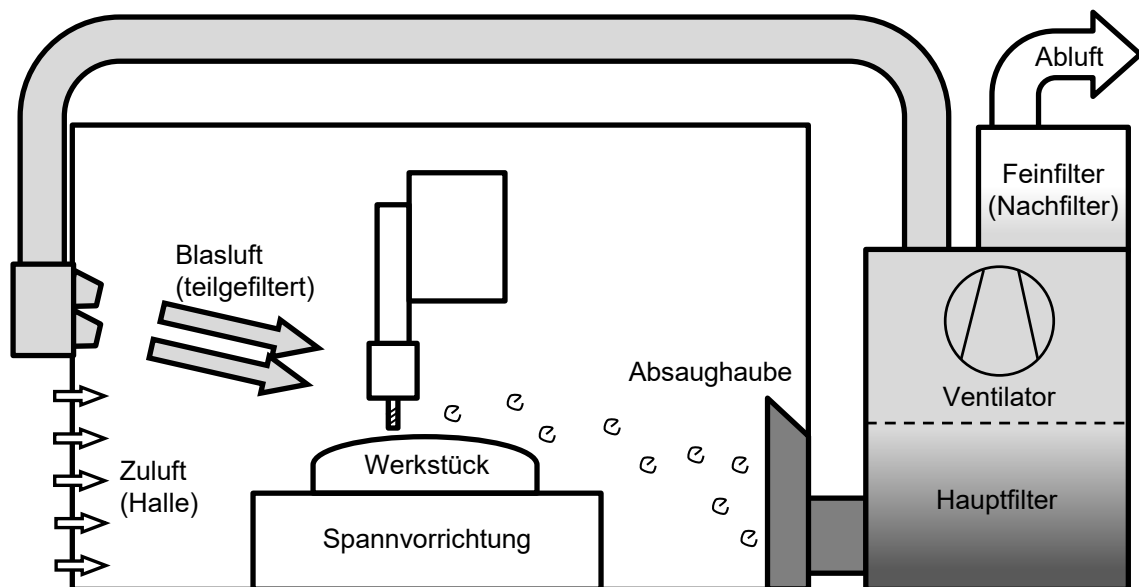 Abluft
Feinfilter
(Nachfilter)
Blasluft
(teilgefiltert)
Absaughaube
Ventilator
Zuluft
(Halle)
Werkstück
Hauptfilter
Spannvorrichtung